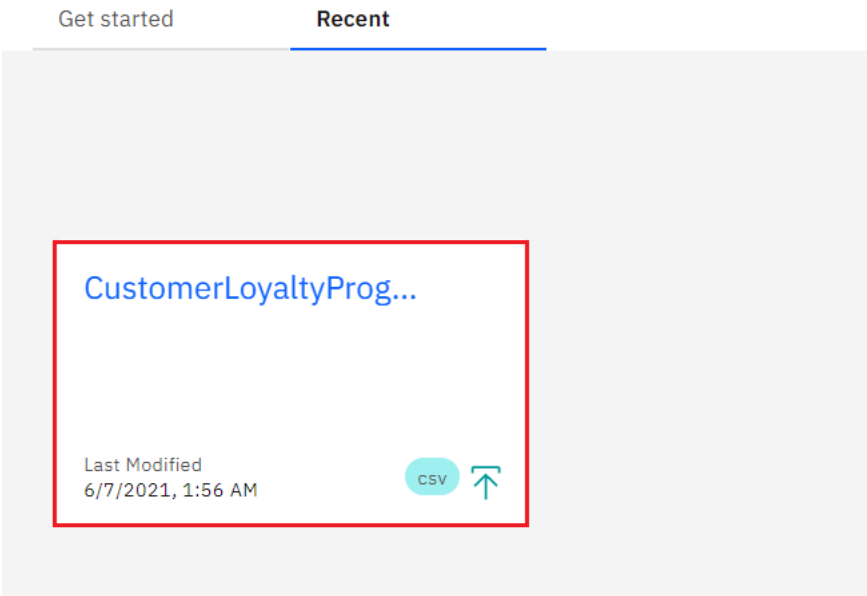 Get started
Recent
CustomerLoyaltyProg...
Last Modified
6/7/2021, 1:56 AM
csv